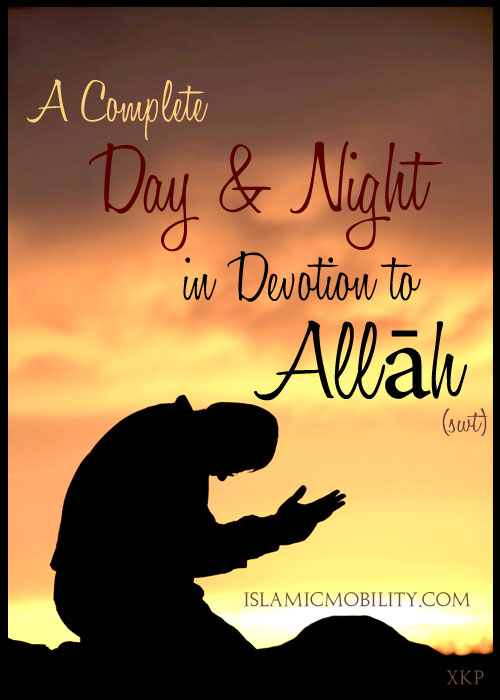 A Complete
Day & Night
in Devotion to
Allāh
(swt)
ISLAMICMOBILITY.COM
XKP